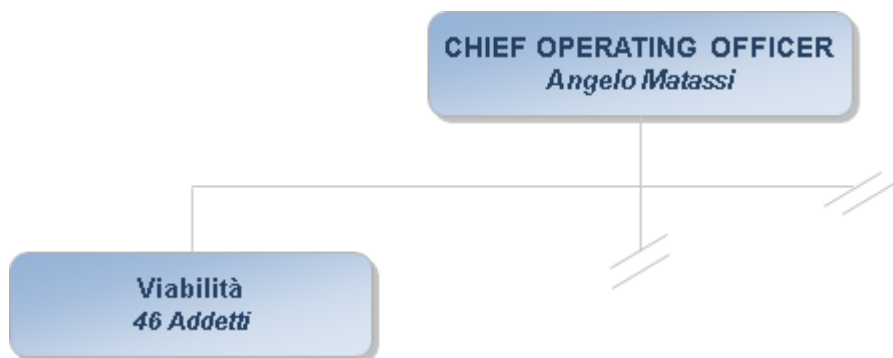 CHIEF OPERATING OFFICER
Angelo Matassi
Viabilità
46 Addetti